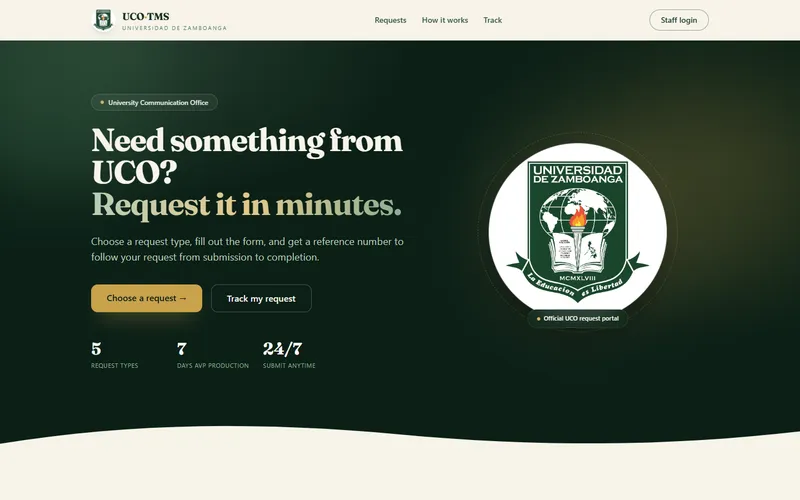 UCO·TMS
UNIVERSIDAD DE ZAMBOANGA
Requests
How it works
Track
Staff login
University Communication Office
Need something from
UCO?
Request it in minutes.
Choose a request type, fill out the form, and get a reference number to
follow your request from submission to completion.
Choose a request →
Track my request
5
REQUEST TYPES
7
DAYS AVP PRODUCTION
24/7
SUBMIT ANYTIME
UNIVERSIDAD
DE ZAMBOANGA
MCMXLVIII
La Educacion es Libertad
Official UCO request portal